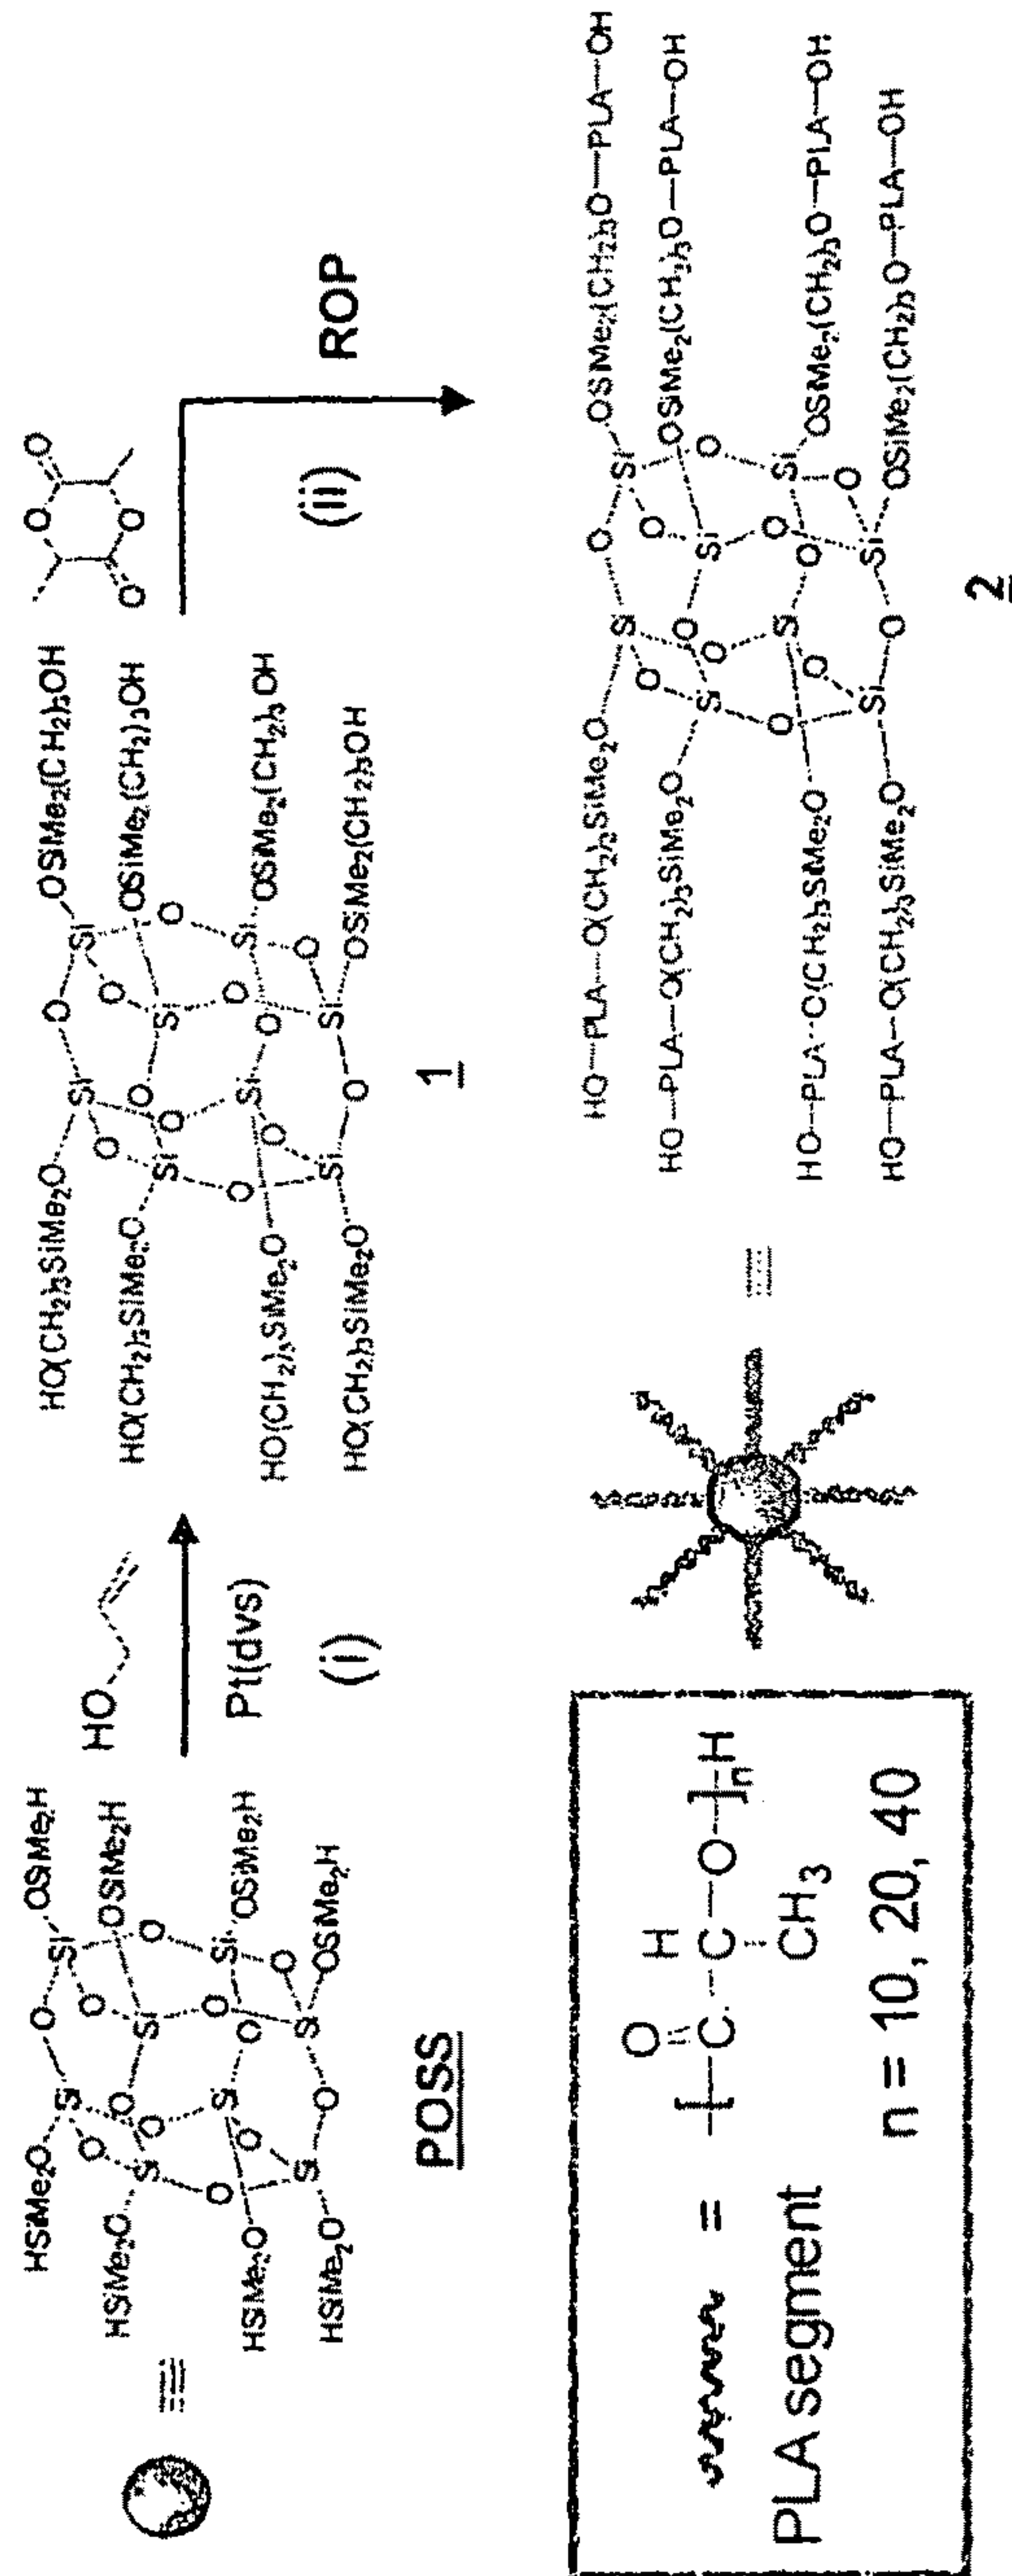 HSiMe₂O
OSiMe₂H
HSiMe₂O
OSiMe₂H
HSiMe₂O
OSiMe₂H
HSiMe₂O
OSiMe₂H
POSS
HO
Pt(dvs)
(i)
HO(CH₂)₃SiMe₂O
OSiMe₂(CH₂)₃OH
HO(CH₂)₃SiMe₂O
OSiMe₂(CH₂)₃OH
HO(CH₂)₃SiMe₂O
OSiMe₂(CH₂)₃OH
HO(CH₂)₃SiMe₂O
OSiMe₂(CH₂)₃OH
1
(ii)
ROP
PLA segment
=
[ C C O ]ₙ H
O H
CH₃
n = 10, 20, 40
HO—PLA—O(CH₂)₃SiMe₂O
OSiMe₂(CH₂)₃O—PLA—OH
HO—PLA—O(CH₂)₃SiMe₂O
OSiMe₂(CH₂)₃O—PLA—OH
HO—PLA—O(CH₂)₃SiMe₂O
OSiMe₂(CH₂)₃O—PLA—OH
HO—PLA—O(CH₂)₃SiMe₂O
OSiMe₂(CH₂)₃O—PLA—OH
2